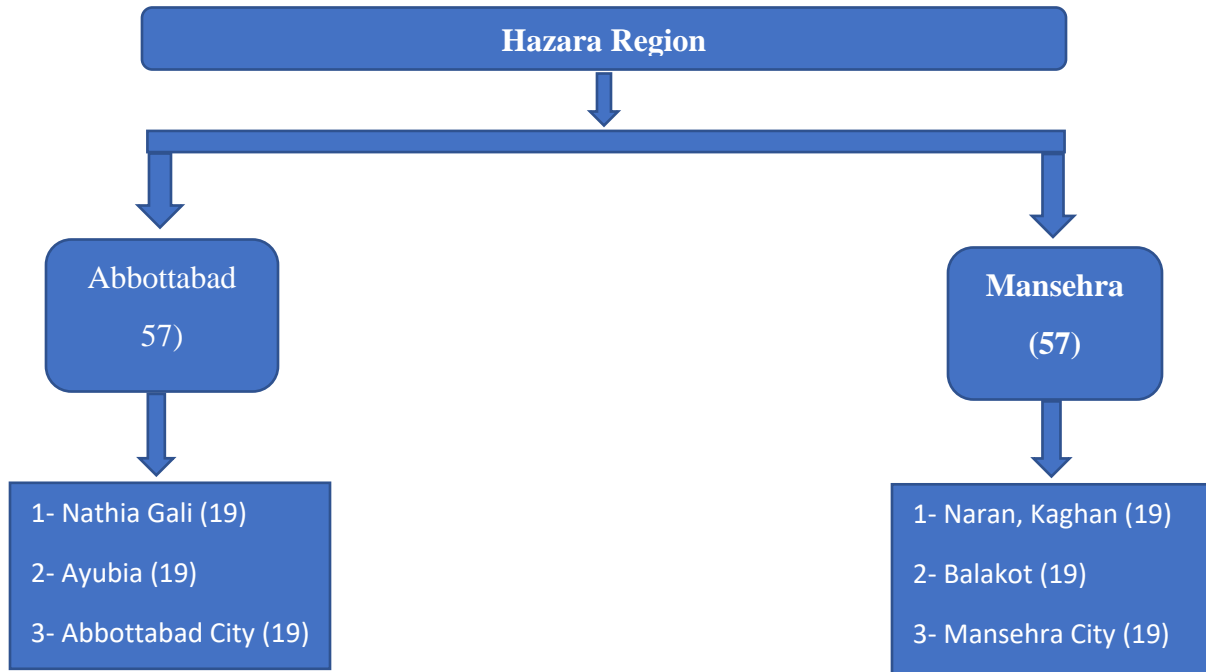 Hazara Region
Abbottabad
57)
Mansehra
(57)
1- Nathia Gali (19)
2- Ayubia (19)
3- Abbottabad City (19)
1- Naran, Kaghan (19)
2- Balakot (19)
3- Mansehra City (19)